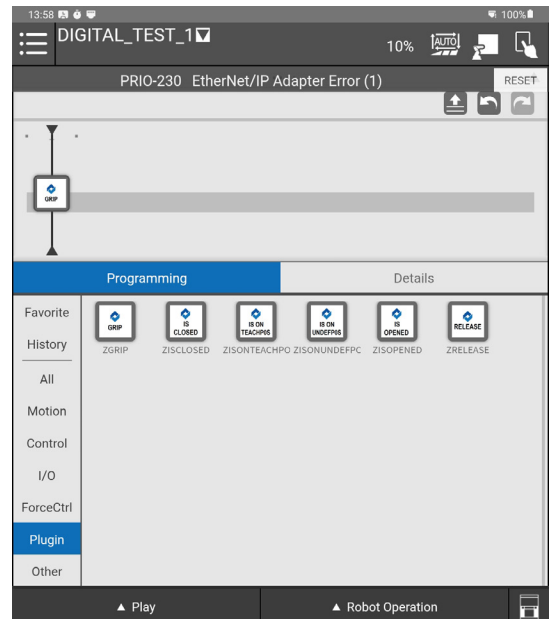 13:58 100%
DIGITAL_TEST_1
10% AUTO
PRIO-230 EtherNet/IP Adapter Error (1) RESET
GRIP
Programming Details
Favorite
History
All
Motion
Control
I/O
ForceCtrl
Plugin
Other
GRIP
IS CLOSED
IS ON TEACHPOS
IS ON UNDEFPOS
IS OPENED
RELEASE
ZGRIP ZISCLOSED ZISONTEACHPO ZISONUNDEFPC ZISOPENED ZRELEASE
▲ Play ▲ Robot Operation